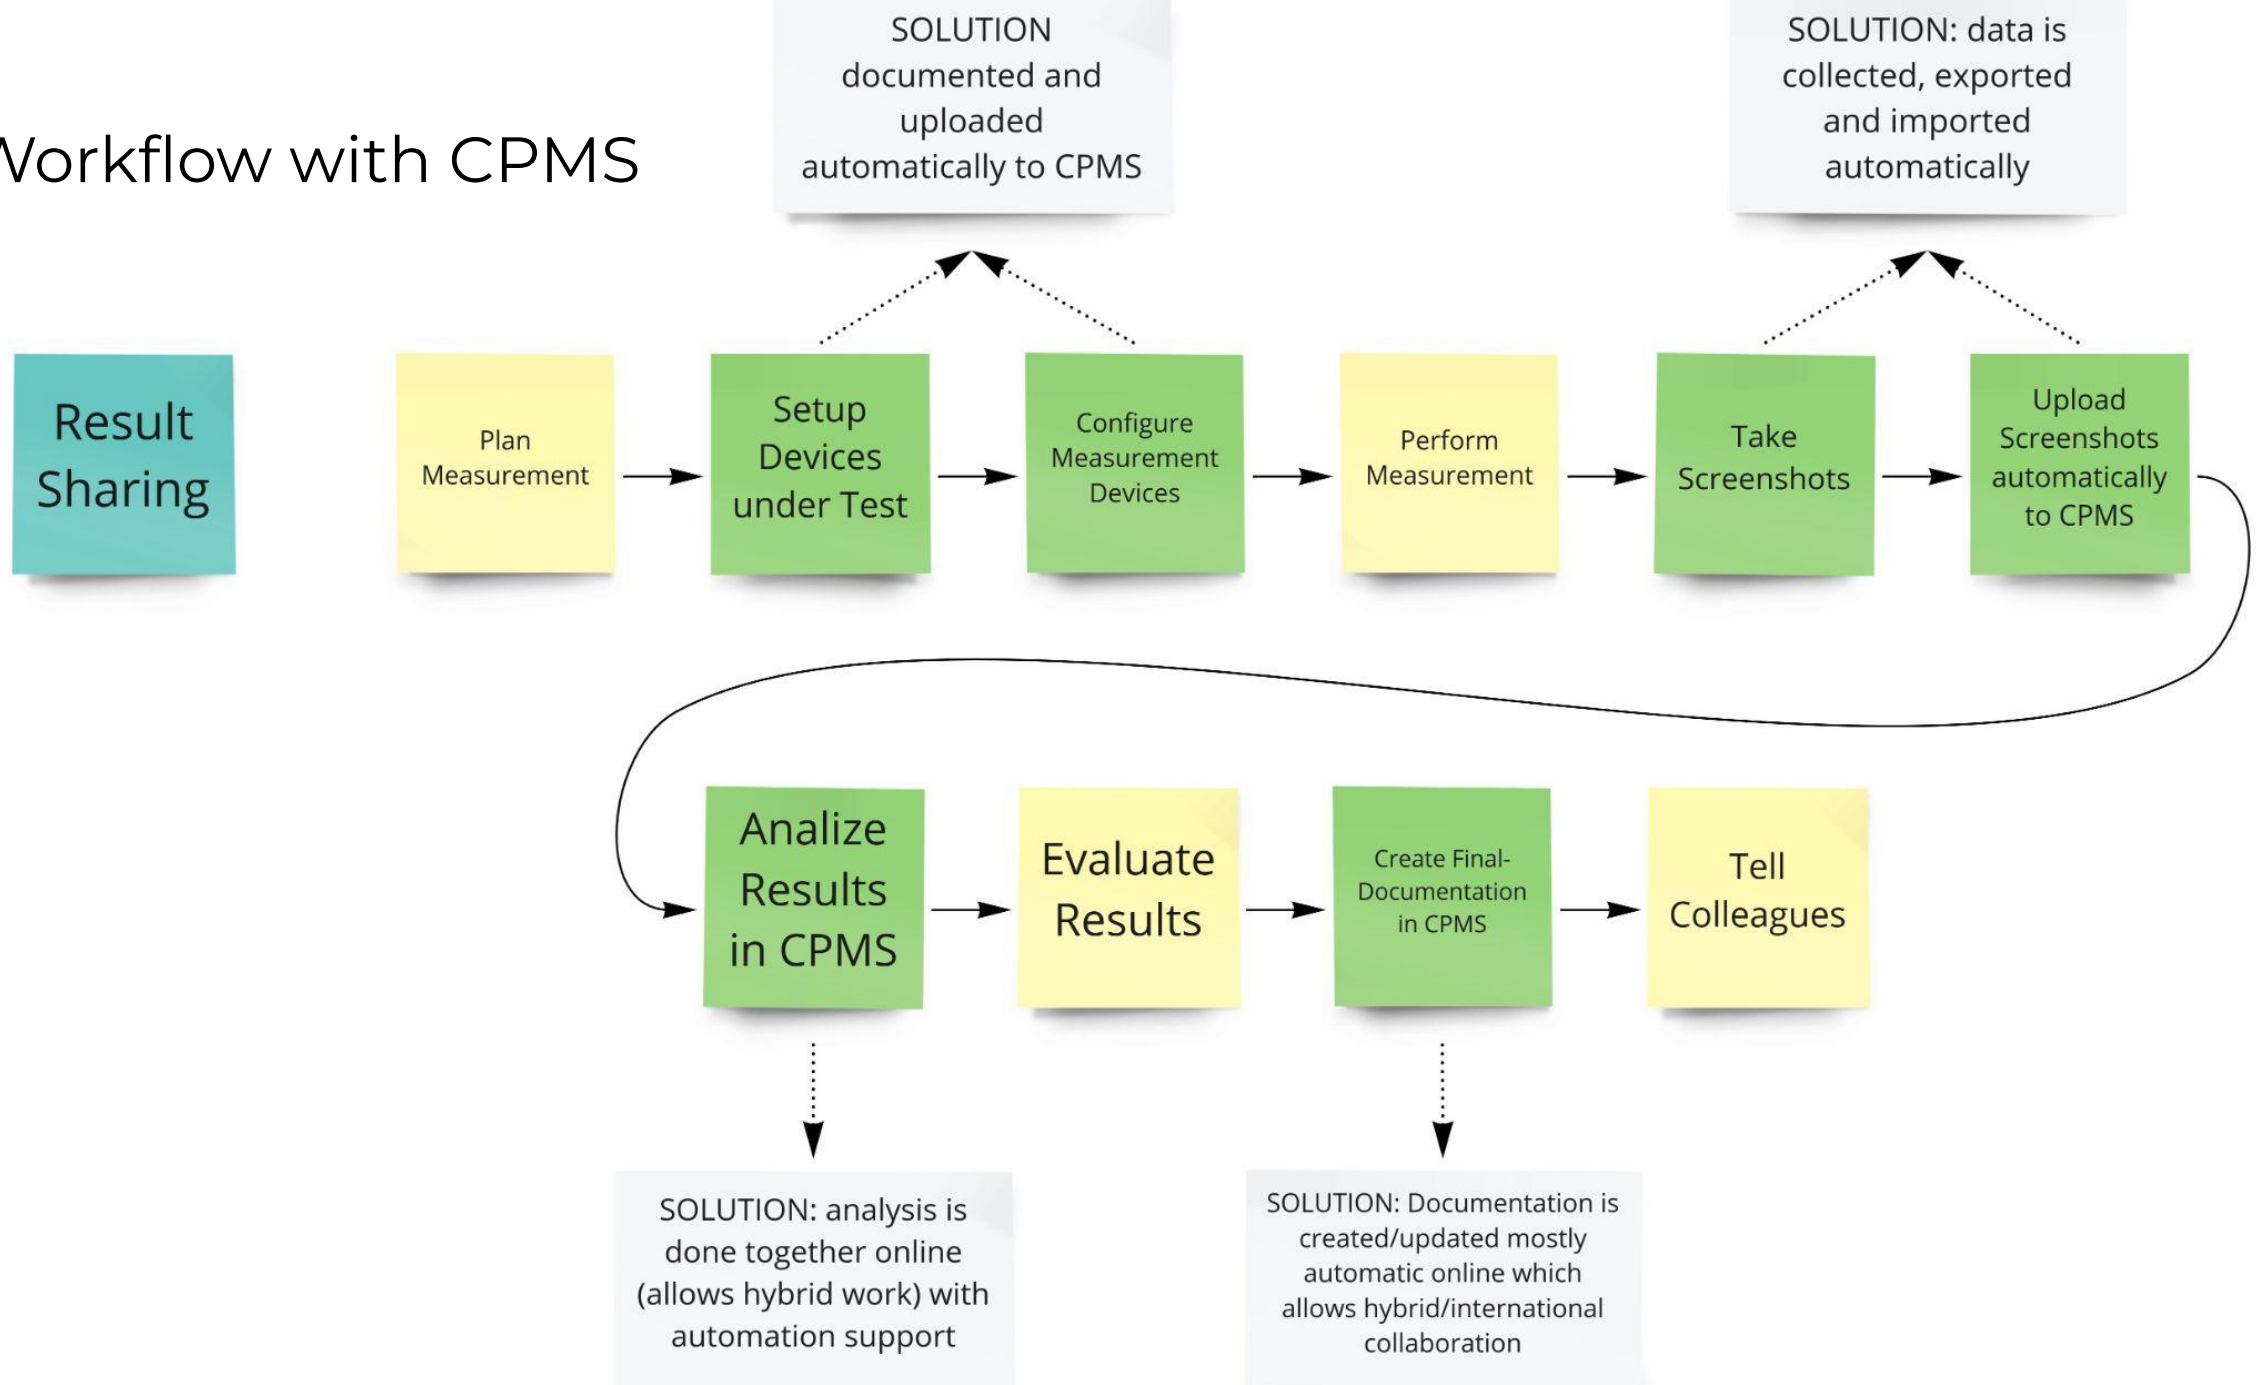 SOLUTION
documented and
uploaded
automatically to CPMS
SOLUTION: data is
collected, exported
and imported
automatically
Workflow with CPMS
Result
Sharing
Plan
Measurement
Setup
Devices
under Test
Configure
Measurement
Devices
Perform
Measurement
Take
Screenshots
Upload
Screenshots
automatically
to CPMS
Analize
Results
in CPMS
Evaluate
Results
Create Final-
Documentation
in CPMS
Tell
Colleagues
SOLUTION: analysis is
done together online
(allows hybrid work) with
automation support
SOLUTION: Documentation is
created/updated mostly
automatic online which
allows hybrid/international
collaboration